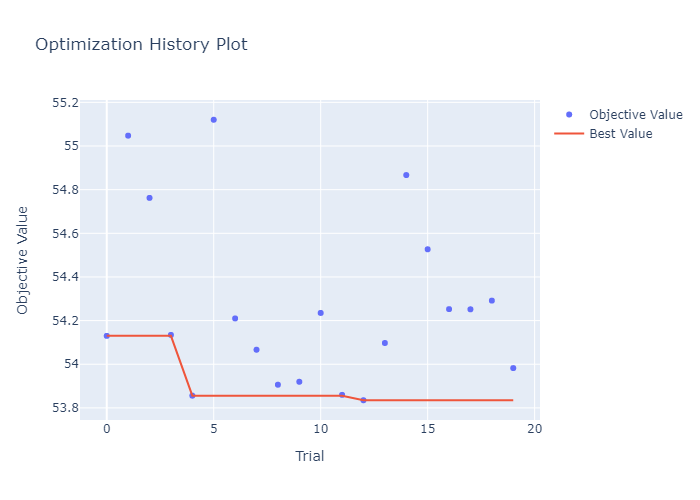 Optimization History Plot
55.2
55
54.8
54.6
54.4
54.2
54
53.8
Objective Value
0
5
10
15
20
Trial
Objective Value
Best Value